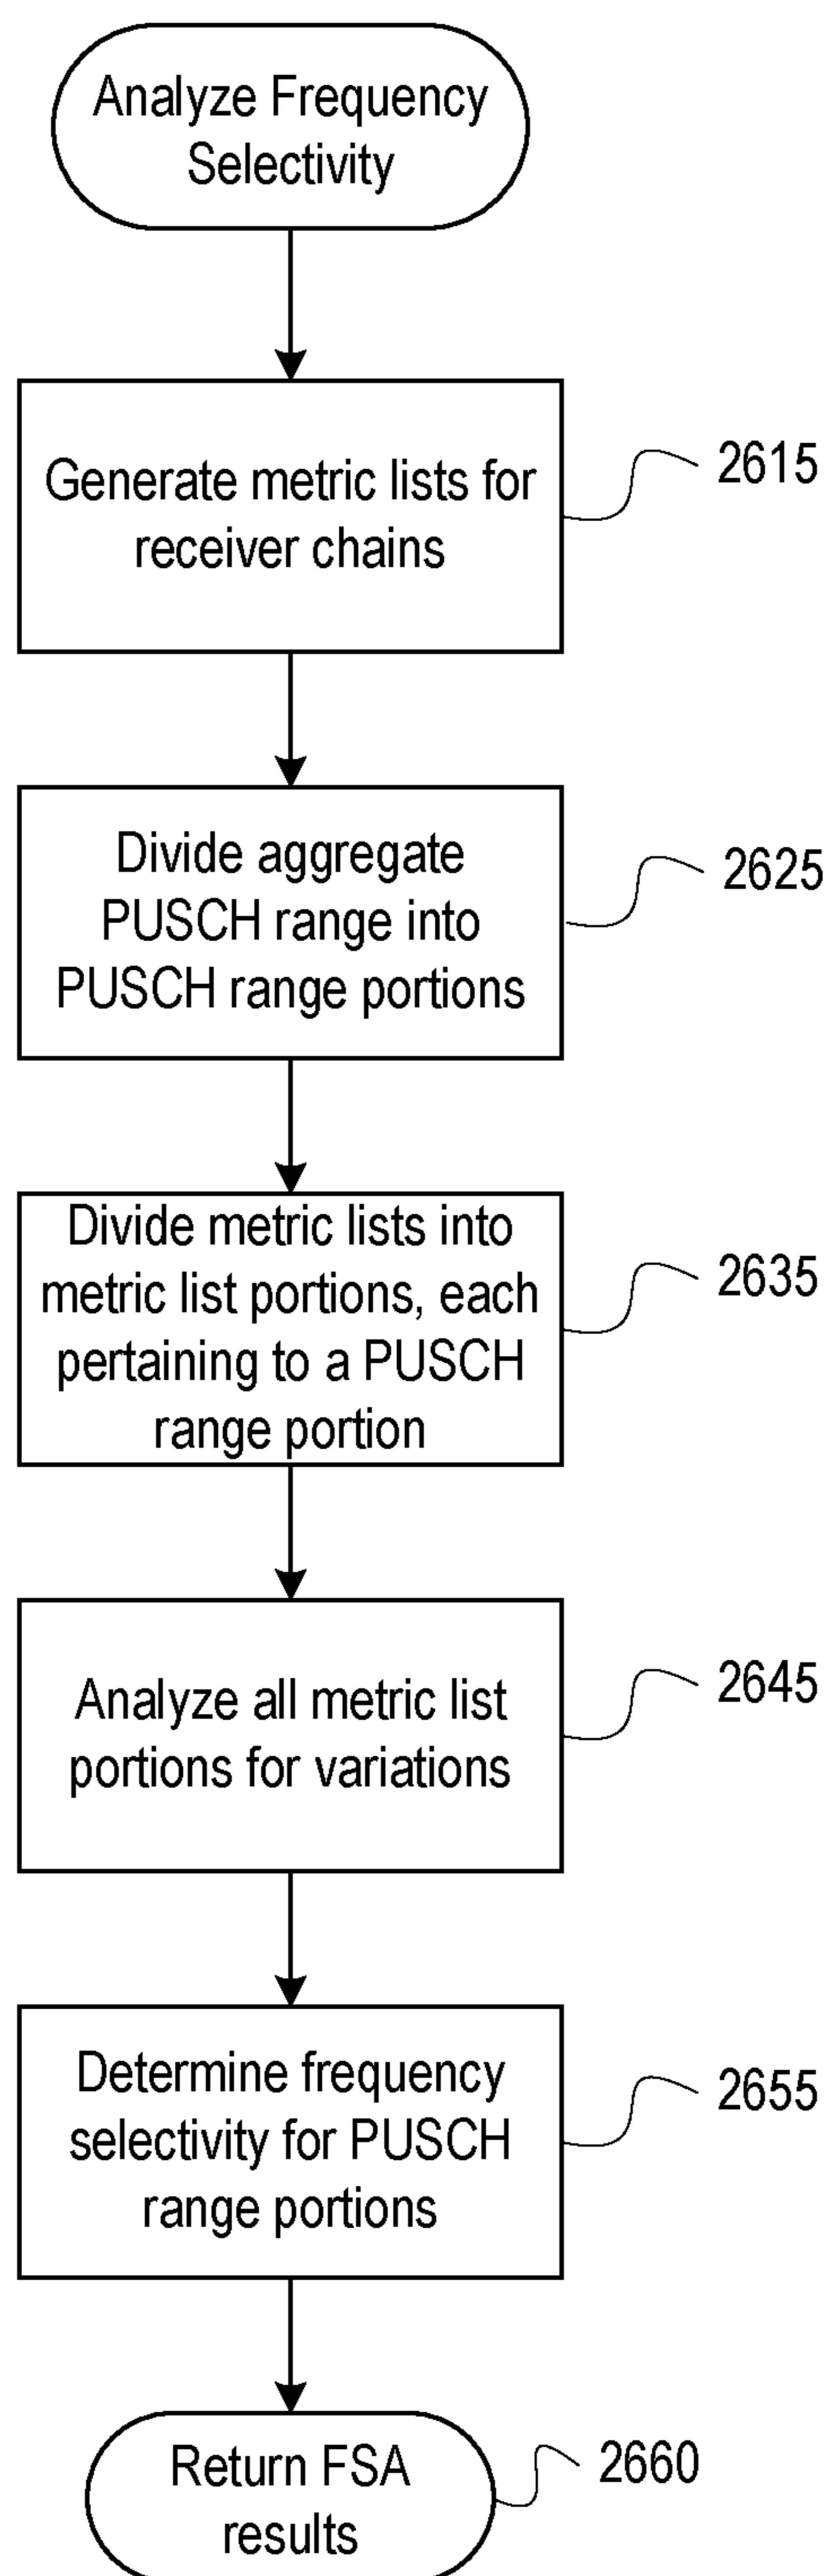 Analyze Frequency
Selectivity
Generate metric lists for
receiver chains
2615
Divide aggregate
PUSCH range into
PUSCH range portions
2625
Divide metric lists into
metric list portions, each
pertaining to a PUSCH
range portion
2635
Analyze all metric list
portions for variations
2645
Determine frequency
selectivity for PUSCH
range portions
2655
Return FSA
results
2660